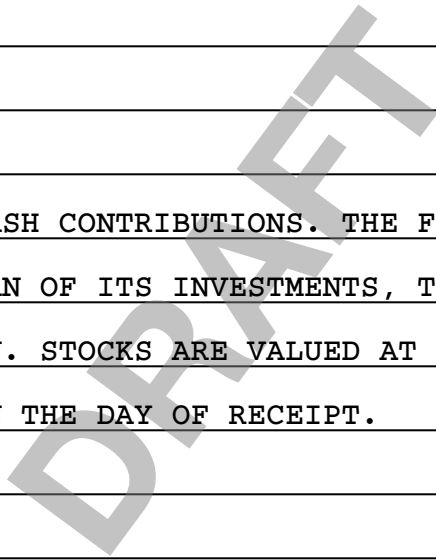 SH CONTRIBUTIONS. THE F
N OF ITS INVESTMENTS, T
. STOCKS ARE VALUED AT
THE DAY OF RECEIPT.
DRAFT